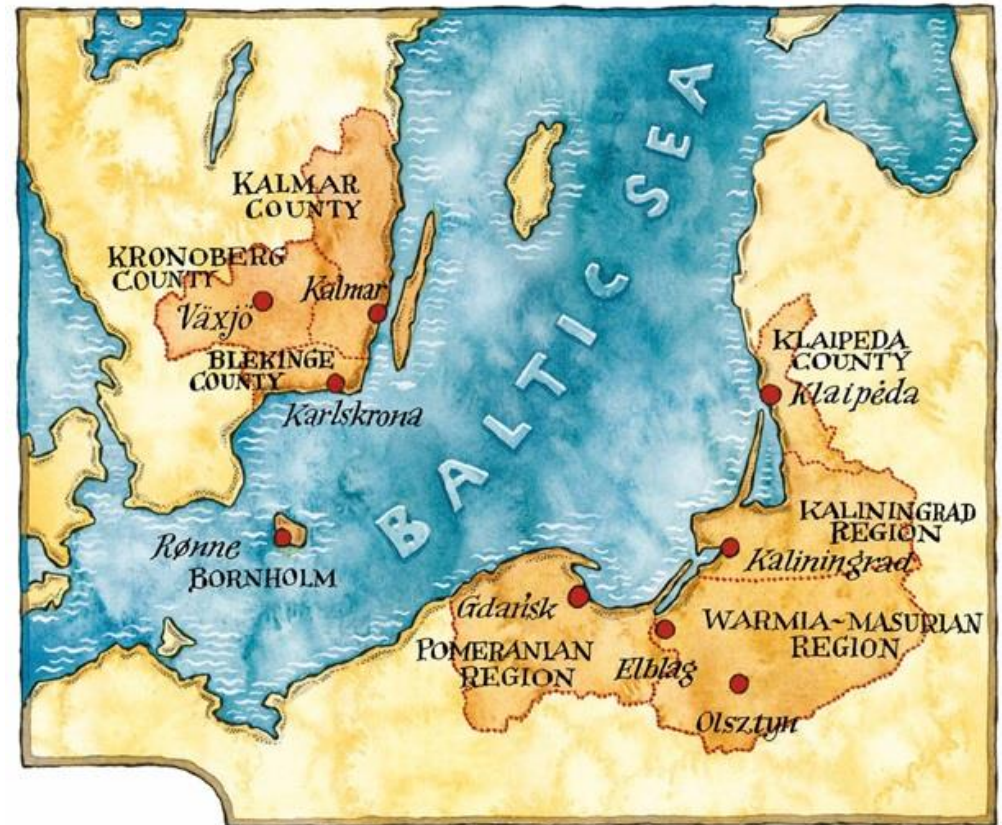 BALTIC SEA
KALMAR
COUNTY
KRONOBERG
COUNTY
Kalmar
Växjö
BLEKINGE
COUNTY
Karlskrona
KLAIPEDA
COUNTY
Klaipėda
KALININGRAD
REGION
Kaliningrad
Rønne
BORNHOLM
Gdańsk
POMERANIAN
REGION
Elbląg
WARMIA~MASURIAN
REGION
Olsztyn